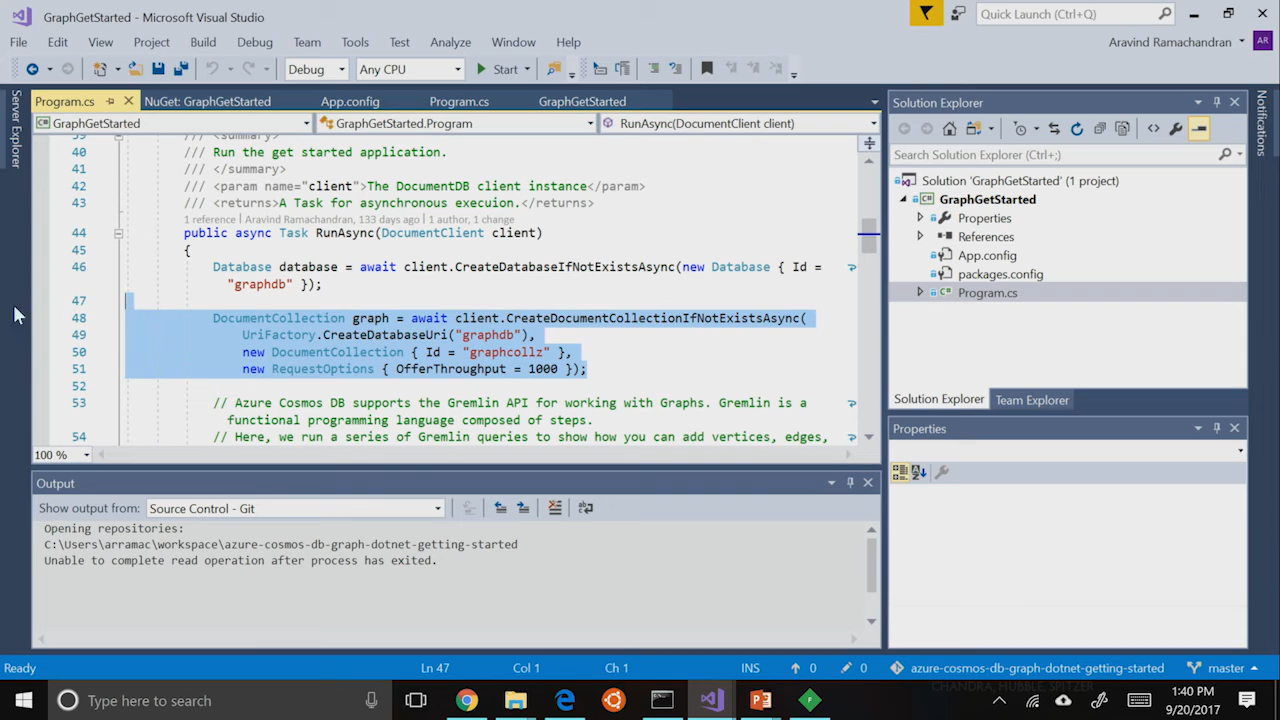 GraphGetStarted - Microsoft Visual Studio
Quick Launch (Ctrl+Q)
File Edit View Project Build Debug Team Tools Test Analyze Window Help
Aravind Ramachandran AR
Debug Any CPU Start
Server Explorer
Program.cs NuGet: GraphGetStarted App.config Program.cs GraphGetStarted
GraphGetStarted GraphGetStarted.Program RunAsync(DocumentClient client)
39 /// <summary>
40 /// Run the get started application.
41 /// </summary>
42 /// <param name="client">The DocumentDB client instance</param>
43 /// <returns>A Task for asynchronous execuion.</returns>
1 reference | Aravind Ramachandran, 133 days ago | 1 author, 1 change
44 public async Task RunAsync(DocumentClient client)
45 {
46 Database database = await client.CreateDatabaseIfNotExistsAsync(new Database { Id =
"graphdb" });
47
48 DocumentCollection graph = await client.CreateDocumentCollectionIfNotExistsAsync(
49 UriFactory.CreateDatabaseUri("graphdb"),
50 new DocumentCollection { Id = "graphcollz" },
51 new RequestOptions { OfferThroughput = 1000 });
52
53 // Azure Cosmos DB supports the Gremlin API for working with Graphs. Gremlin is a
functional programming language composed of steps.
54 // Here, we run a series of Gremlin queries to show how you can add vertices, edges,
100 %
Output
Show output from: Source Control - Git
Opening repositories:
C:\Users\arramac\workspace\azure-cosmos-db-graph-dotnet-getting-started
Unable to complete read operation after process has exited.
Solution Explorer
Search Solution Explorer (Ctrl+;)
Solution 'GraphGetStarted' (1 project)
GraphGetStarted
Properties
References
App.config
packages.config
Program.cs
Solution Explorer Team Explorer
Properties
Notifications
Ready Ln 47 Col 1 Ch 1 INS 0 0 azure-cosmos-db-graph-dotnet-getting-started master
CHANDRA, HUBBLE, SPITZER
Type here to search
1:40 PM
9/20/2017